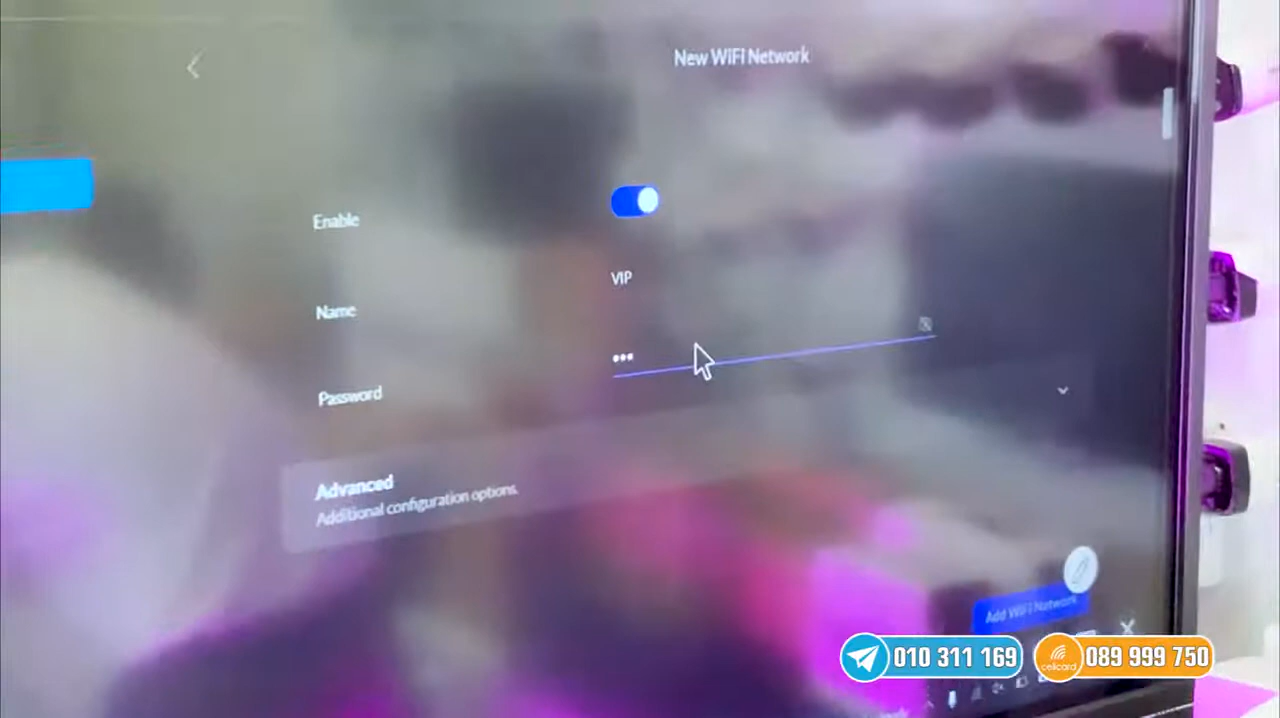 New WiFi Network
Enable
Name
VIP
Password
•••
Advanced
Additional configuration options.
Add WiFi Network
010 311 169
cellcard
089 999 750